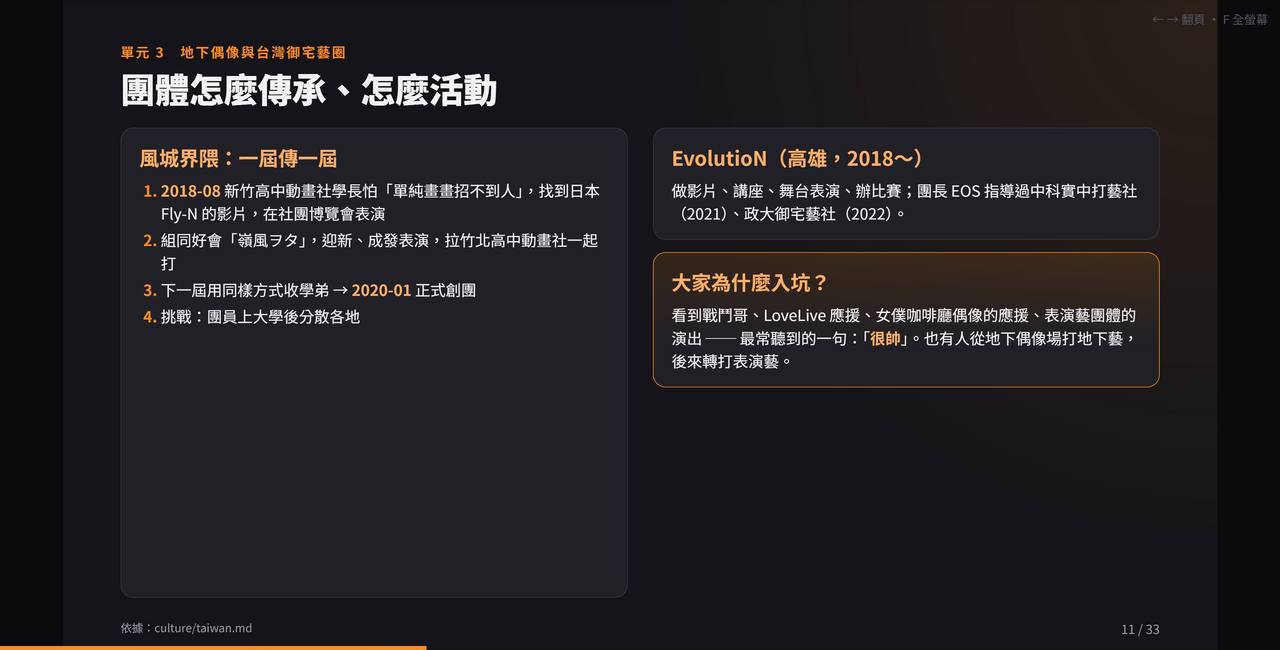 ←→ 翻頁 · F 全螢幕
單元 3　地下偶像與台灣御宅藝圈
團體怎麼傳承、怎麼活動
風城界隈：一屆傳一屆
1. 2018-08 新竹高中動畫社學長怕「單純畫畫招不到人」，找到日本
Fly-N 的影片，在社團博覽會表演
2. 組同好會「嶺風ヲタ」，迎新、成發表演，拉竹北高中動畫社一起
打
3. 下一屆用同樣方式收學弟 → 2020-01 正式創團
4. 挑戰：團員上大學後分散各地
EvolutioN（高雄，2018～）
做影片、講座、舞台表演、辦比賽；團長 EOS 指導過中科實中打藝社
（2021）、政大御宅藝社（2022）。
大家為什麼入坑？
看到戰鬥哥、LoveLive 應援、女僕咖啡廳偶像的應援、表演藝團體的
演出 —— 最常聽到的一句：「很帥」。也有人從地下偶像場打地下藝，
後來轉打表演藝。
依據：culture/taiwan.md
11 / 33